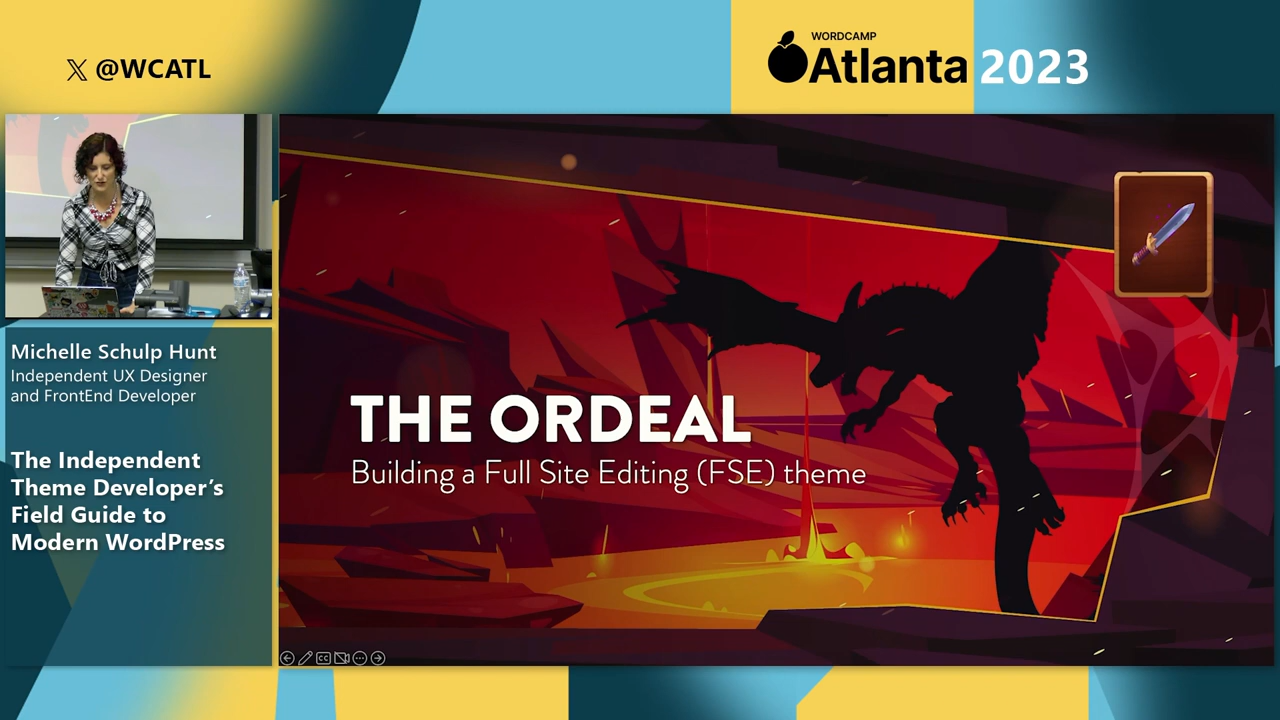 X @WCATL
WORDCAMP
Atlanta 2023
Michelle Schulp Hunt
Independent UX Designer
and FrontEnd Developer
The Independent
Theme Developer’s
Field Guide to
Modern WordPress
THE ORDEAL
Building a Full Site Editing (FSE) theme
CC